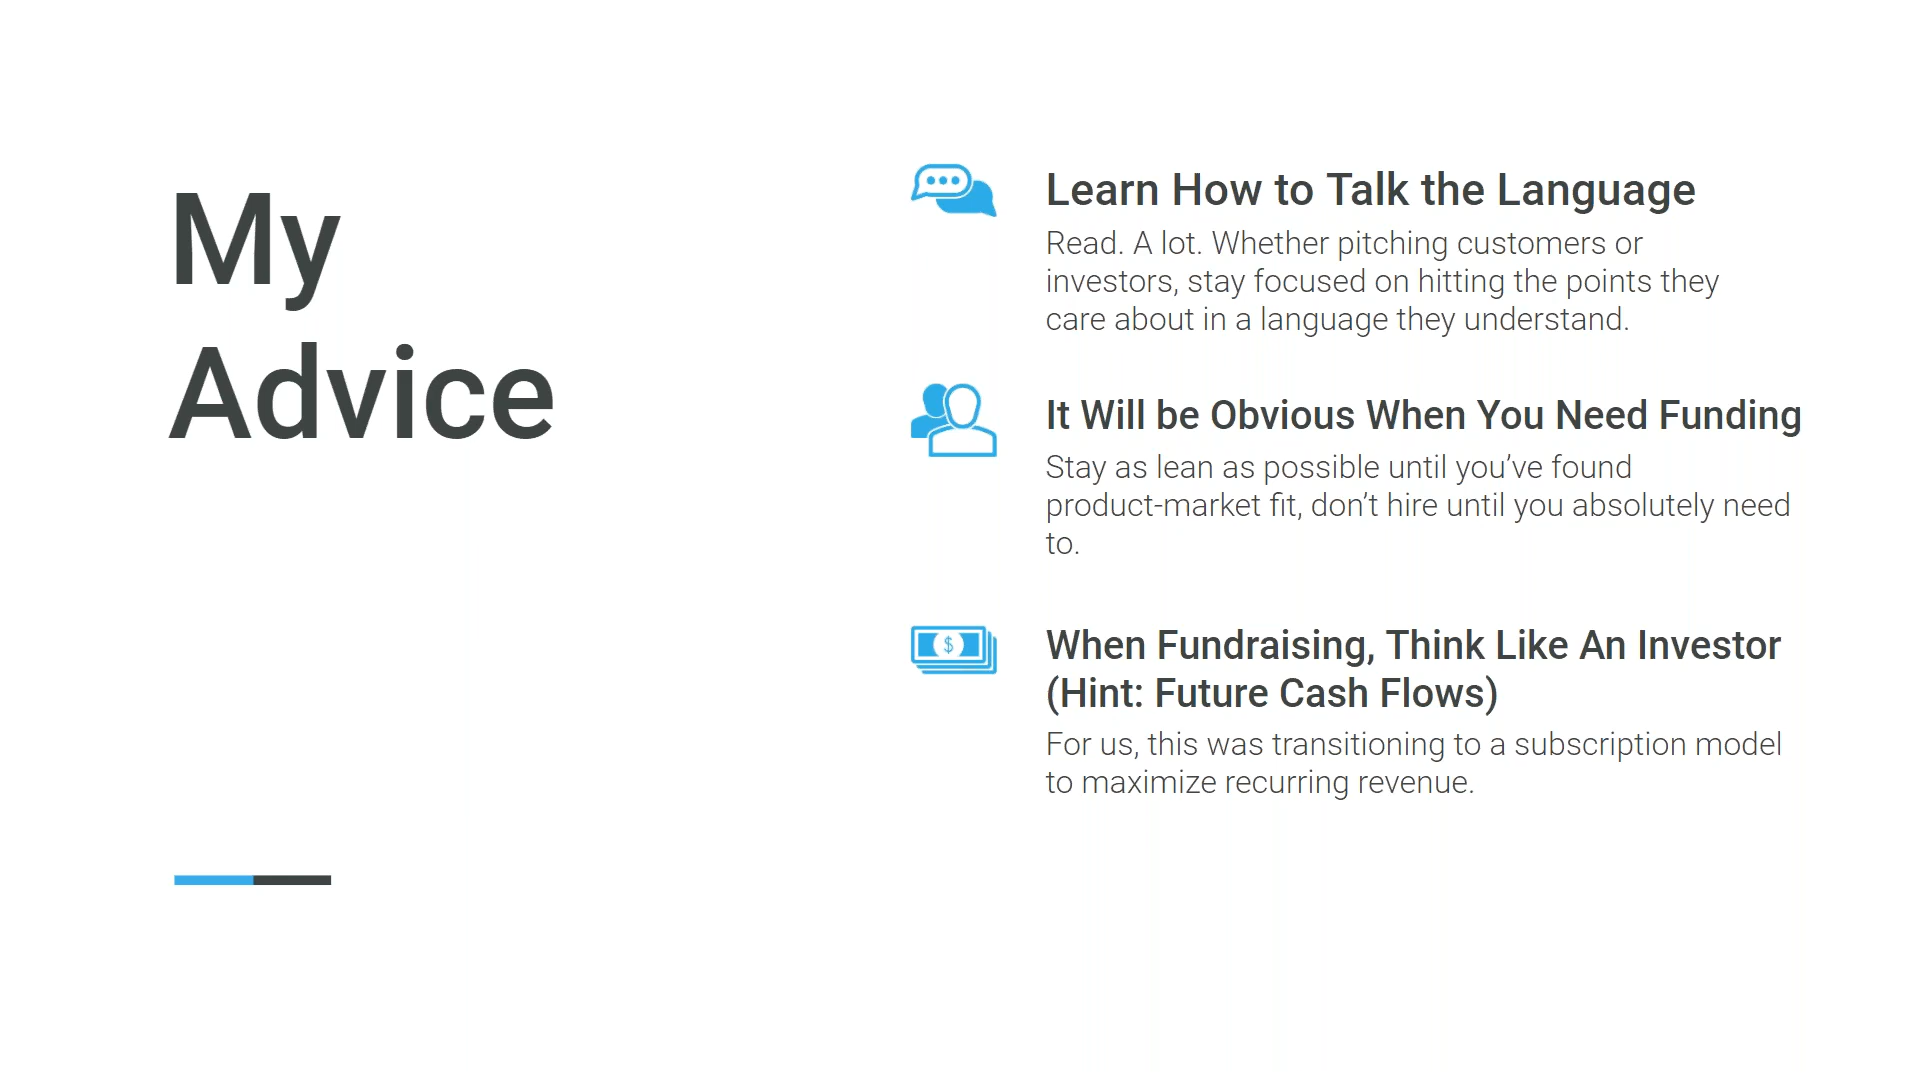 My
Advice
Learn How to Talk the Language
Read. A lot. Whether pitching customers or
investors, stay focused on hitting the points they
care about in a language they understand.
It Will be Obvious When You Need Funding
Stay as lean as possible until you’ve found
product-market fit, don’t hire until you absolutely need
to.
$
When Fundraising, Think Like An Investor
(Hint: Future Cash Flows)
For us, this was transitioning to a subscription model
to maximize recurring revenue.